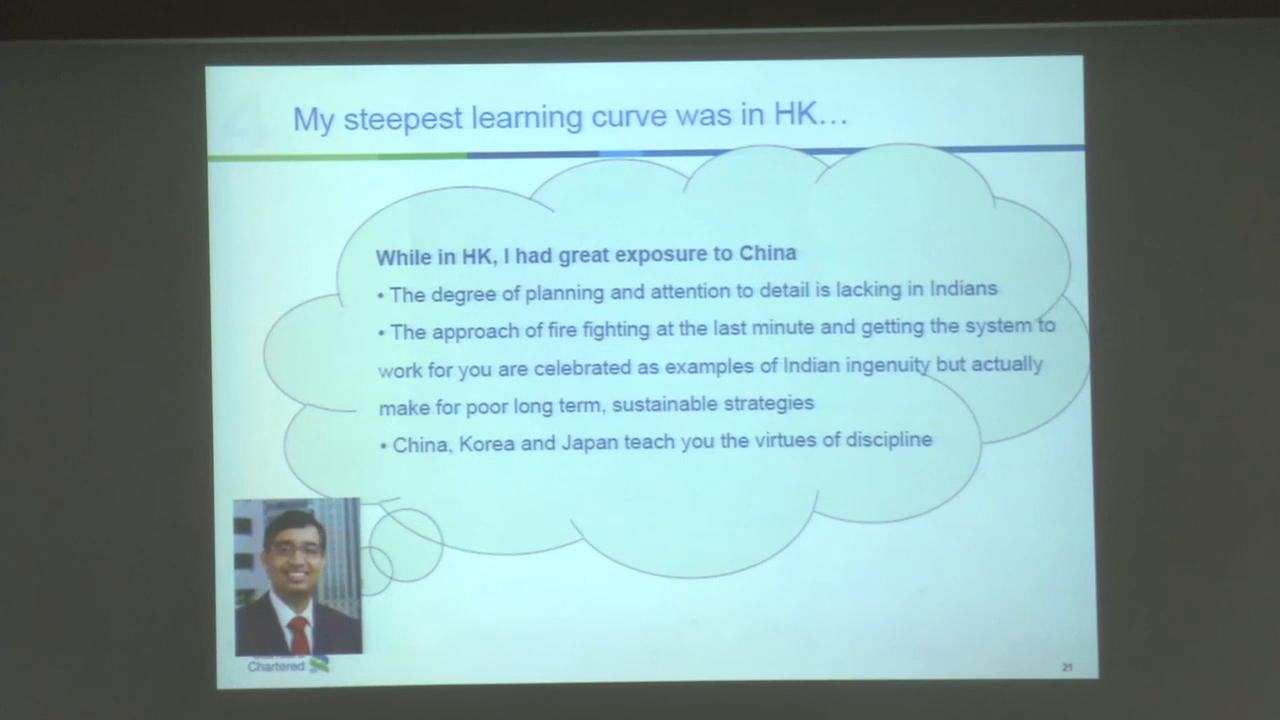 4
My steepest learning curve was in HK...
While in HK, I had great exposure to China
• The degree of planning and attention to detail is lacking in Indians
• The approach of fire fighting at the last minute and getting the system to
work for you are celebrated as examples of Indian ingenuity but actually
make for poor long term, sustainable strategies
• China, Korea and Japan teach you the virtues of discipline
Chartered
21